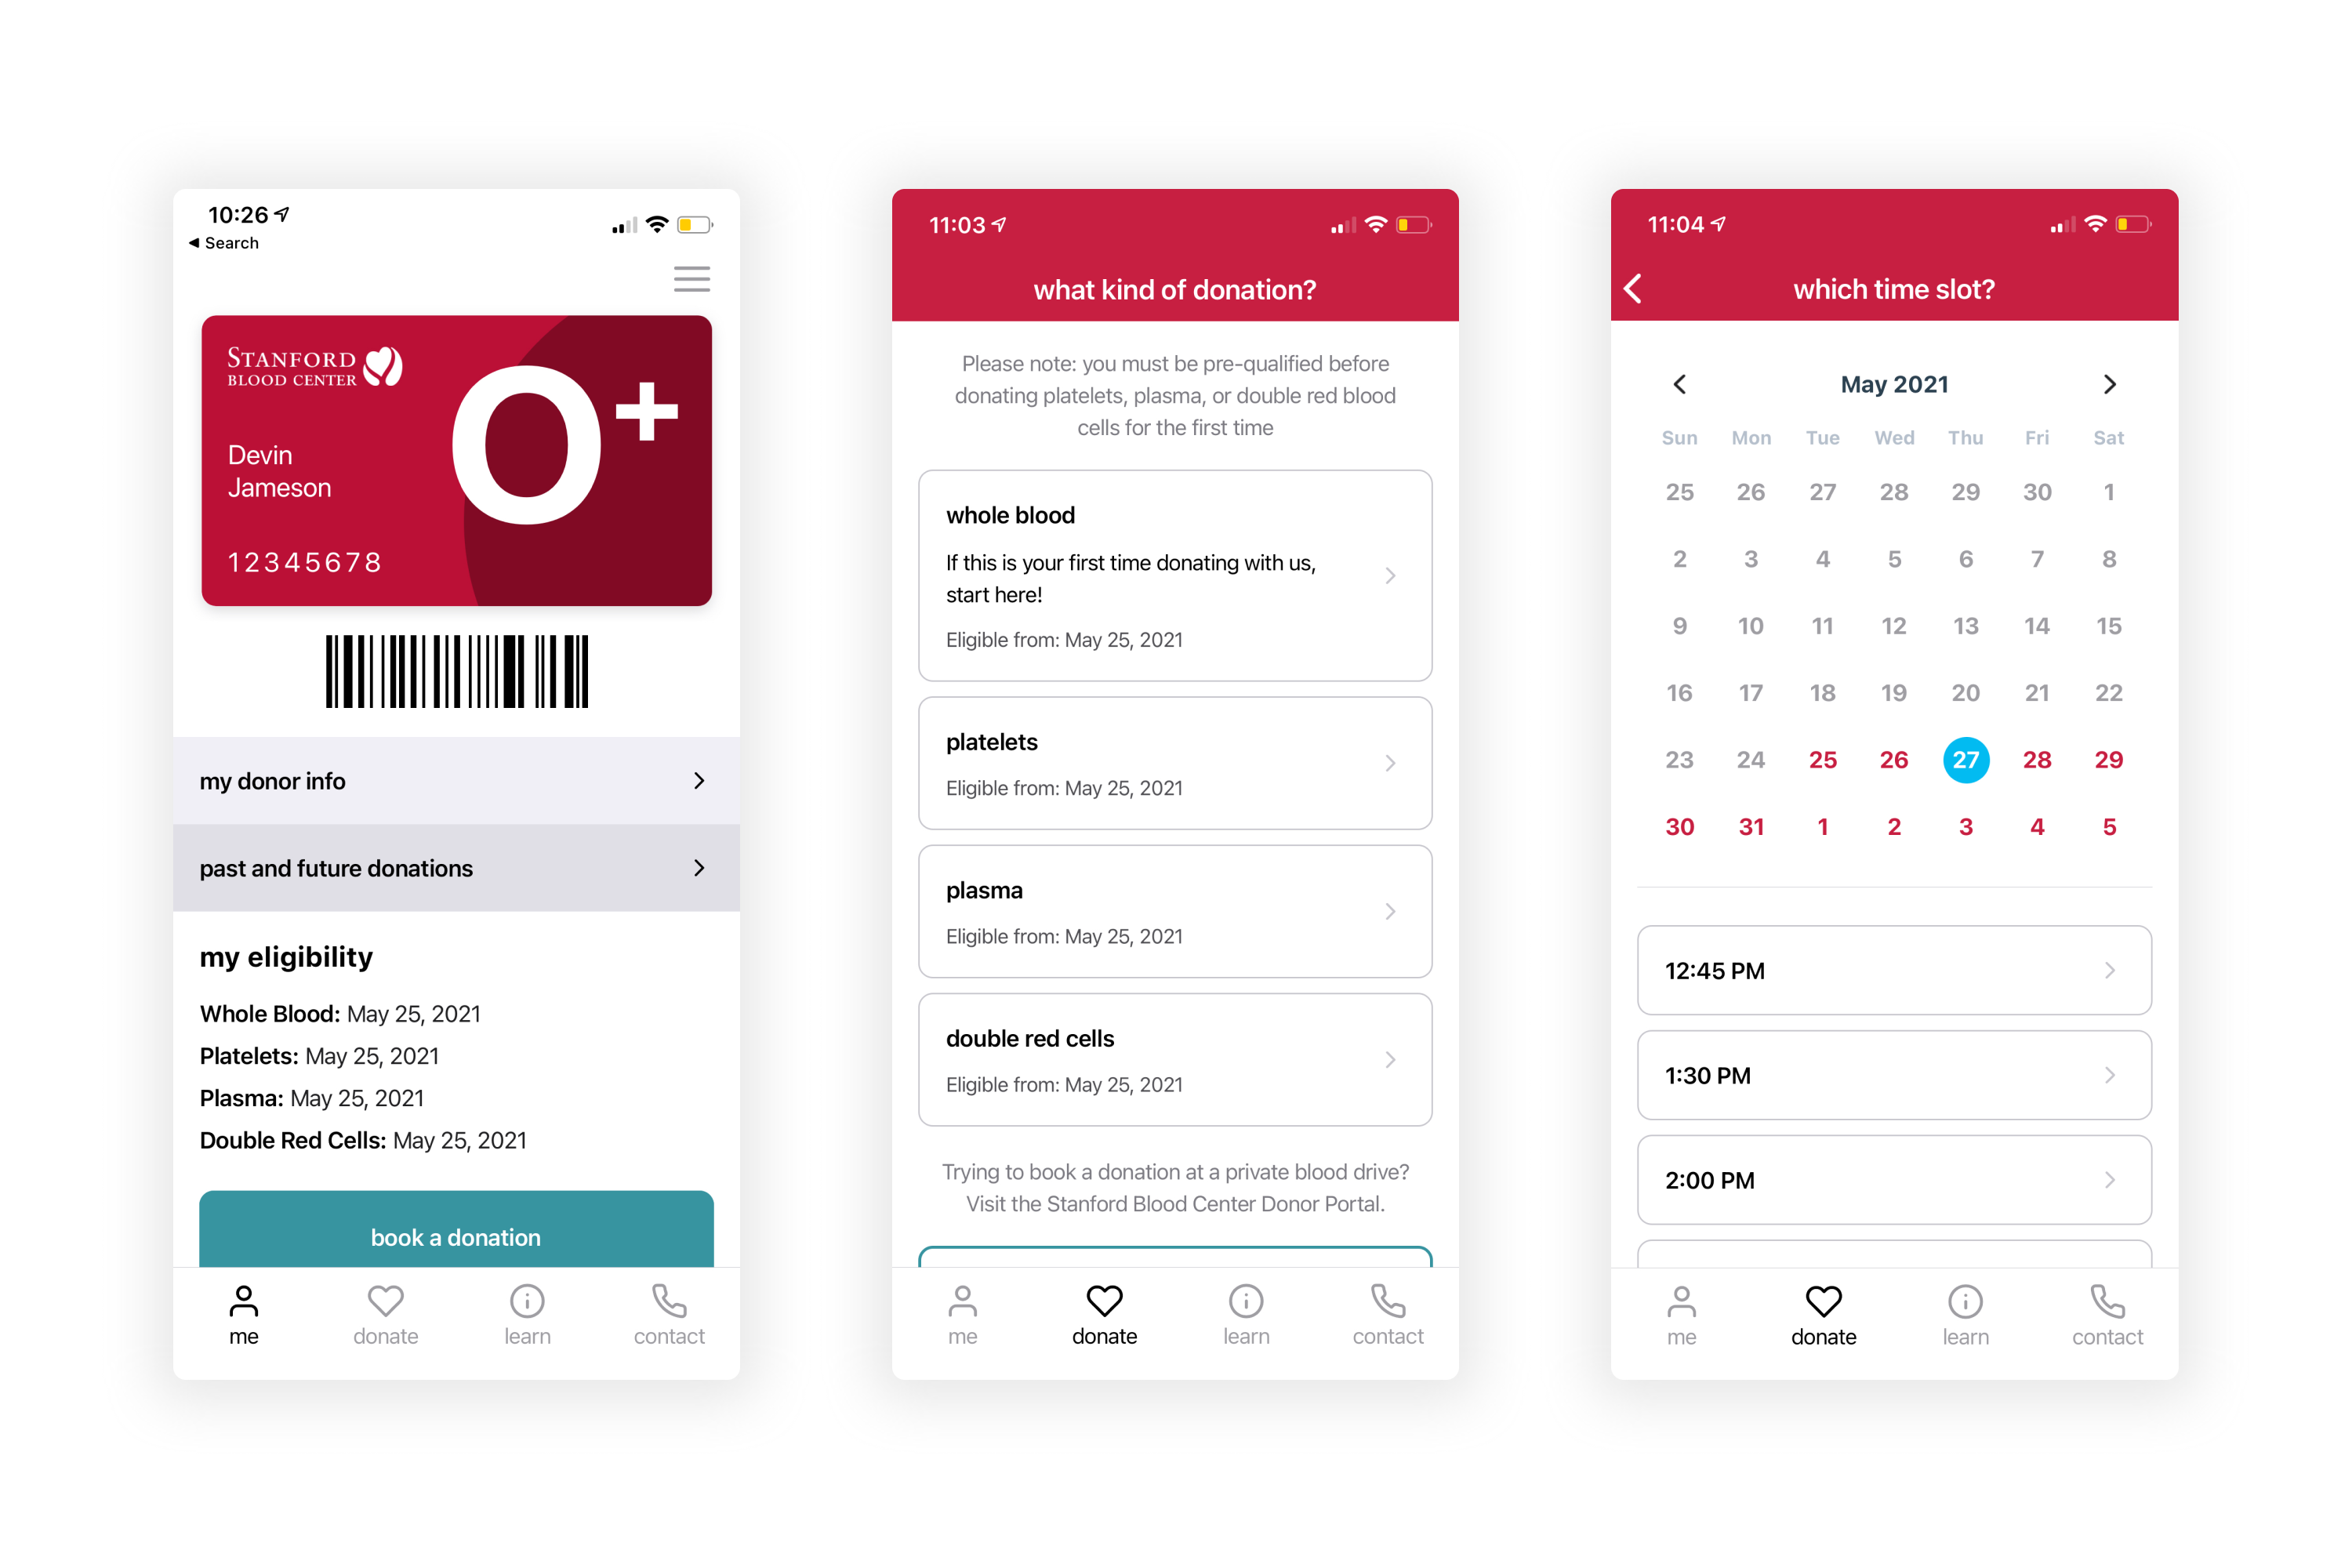 10:26
◀ Search
STANFORD
BLOOD CENTER
O+
Devin
Jameson
12345678
my donor info
past and future donations
my eligibility
Whole Blood: May 25, 2021
Platelets: May 25, 2021
Plasma: May 25, 2021
Double Red Cells: May 25, 2021
book a donation
me donate learn contact
11:03
what kind of donation?
Please note: you must be pre-qualified before
donating platelets, plasma, or double red blood
cells for the first time
whole blood
If this is your first time donating with us,
start here!
Eligible from: May 25, 2021
platelets
Eligible from: May 25, 2021
plasma
Eligible from: May 25, 2021
double red cells
Eligible from: May 25, 2021
Trying to book a donation at a private blood drive?
Visit the Stanford Blood Center Donor Portal.
me donate learn contact
11:04
which time slot?
May 2021
Sun Mon Tue Wed Thu Fri Sat
25 26 27 28 29 30 1
2 3 4 5 6 7 8
9 10 11 12 13 14 15
16 17 18 19 20 21 22
23 24 25 26 27 28 29
30 31 1 2 3 4 5
12:45 PM
1:30 PM
2:00 PM
me donate learn contact